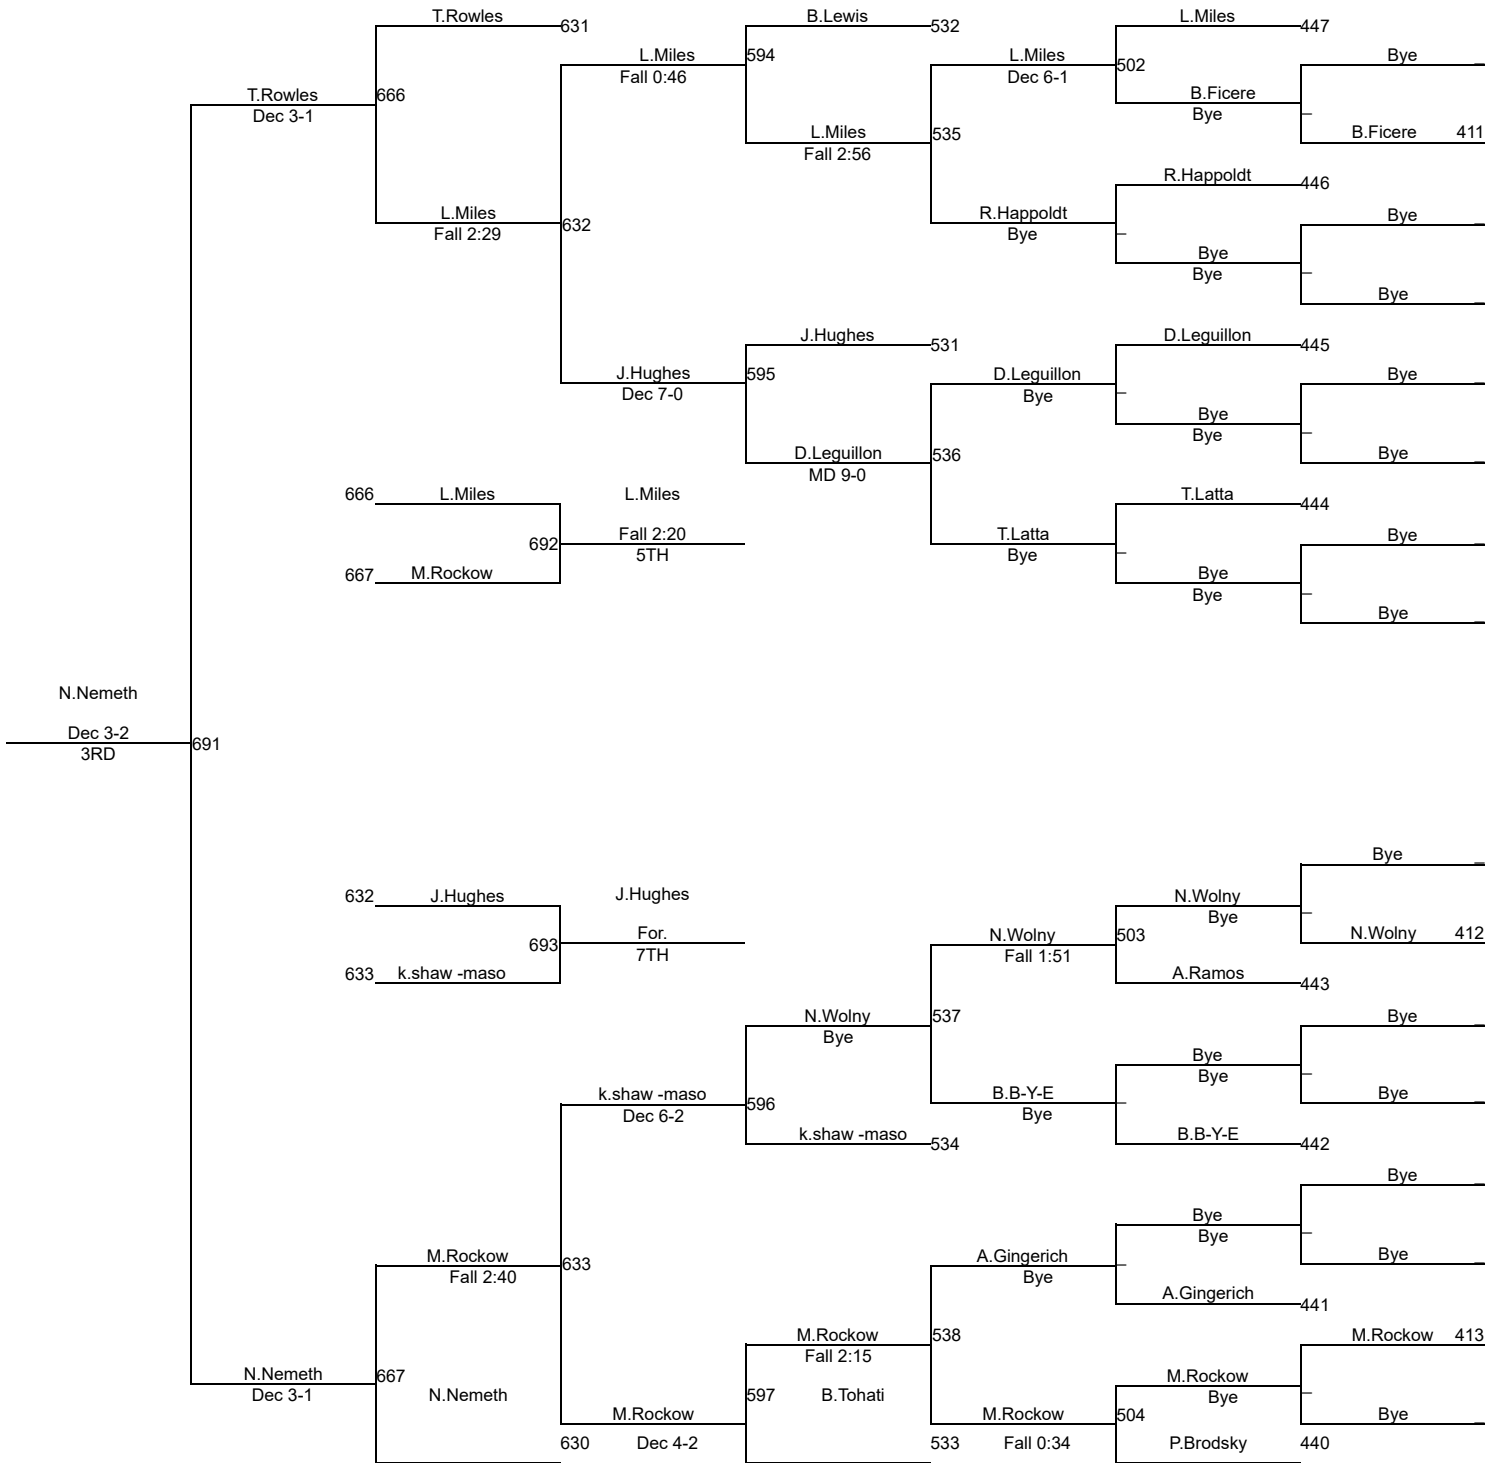 T.Rowles B.Lewis L.Miles
631 532 447
L.Miles 594 L.Miles 502 Bye _
Fall 0:46 Dec 6-1
T.Rowles 666 B.Ficere
Dec 3-1 Bye _
L.Miles 535 B.Ficere 411
Fall 2:56
R.Happoldt 446
L.Miles 632 R.Happoldt Bye _
Fall 2:29 Bye _
Bye
Bye _
Bye _
J.Hughes 531 D.Leguillon 445
J.Hughes 595 D.Leguillon Bye _
Dec 7-0 Bye _
Bye
Bye _
D.Leguillon 536 Bye _
MD 9-0
666 L.Miles L.Miles T.Latta 444
692 Fall 2:20 T.Latta Bye _
5TH Bye _
667 M.Rockow Bye
Bye _
Bye _
N.Nemeth
Dec 3-2 691
3RD
Bye _
632 J.Hughes J.Hughes N.Wolny
Bye _
693 For. N.Wolny 503 N.Wolny 412
7TH Fall 1:51
633 k.shaw -maso A.Ramos 443
N.Wolny 537 Bye _
Bye
Bye
Bye _
k.shaw -maso 596 B.B-Y-E _ Bye _
Dec 6-2 Bye
k.shaw -maso 534 B.B-Y-E 442
Bye _
Bye
Bye _
M.Rockow 633 A.Gingerich _ Bye _
Fall 2:40 Bye
A.Gingerich 441
M.Rockow 538 M.Rockow 413
Fall 2:15
N.Nemeth 667 M.Rockow
Dec 3-1 N.Nemeth 597 B.Tohati Bye _
M.Rockow M.Rockow 504 Bye _
630 Dec 4-2 533 Fall 0:34 P.Brodsky 440